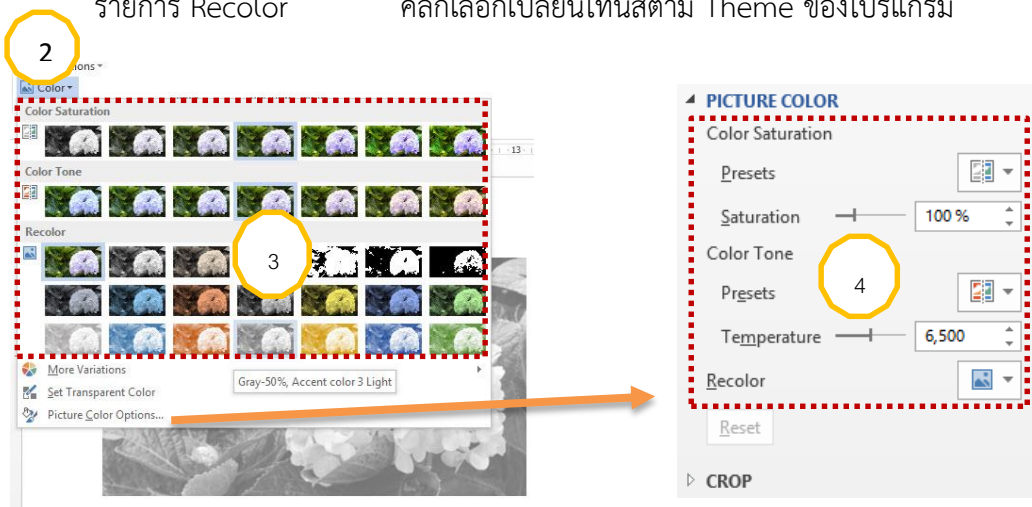 รายการ Recolor คลิกเลือกเปลี่ยนโทนสีตาม Theme ของโปรแกรม
2
ions
Color
Color Saturation
Color Tone
Recolor
3
More Variations
Set Transparent Color
Picture Color Options...
Gray-50%, Accent color 3 Light
13
PICTURE COLOR
Color Saturation
Presets
Saturation 100 %
Color Tone
4
Presets
Temperature 6,500
Recolor
Reset
CROP